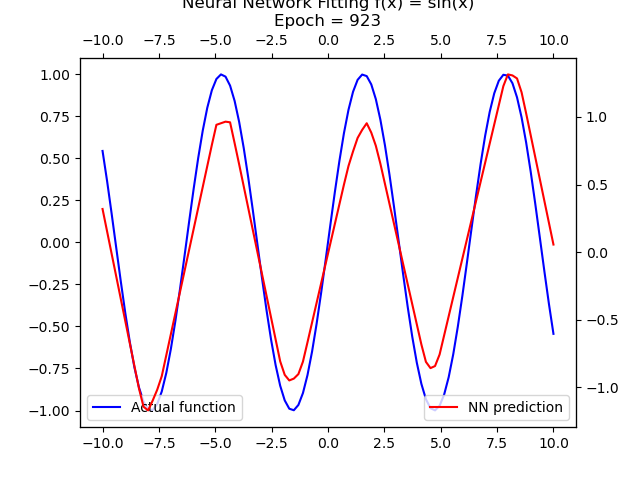 Neural Network Fitting f(x) = sin(x)
Epoch = 923
−10.0 −7.5 −5.0 −2.5 0.0 2.5 5.0 7.5 10.0
1.00
0.75
0.50
0.25
0.00
−0.25
−0.50
−0.75
−1.00
1.0
0.5
0.0
−0.5
−1.0
Actual function
NN prediction
−10.0 −7.5 −5.0 −2.5 0.0 2.5 5.0 7.5 10.0